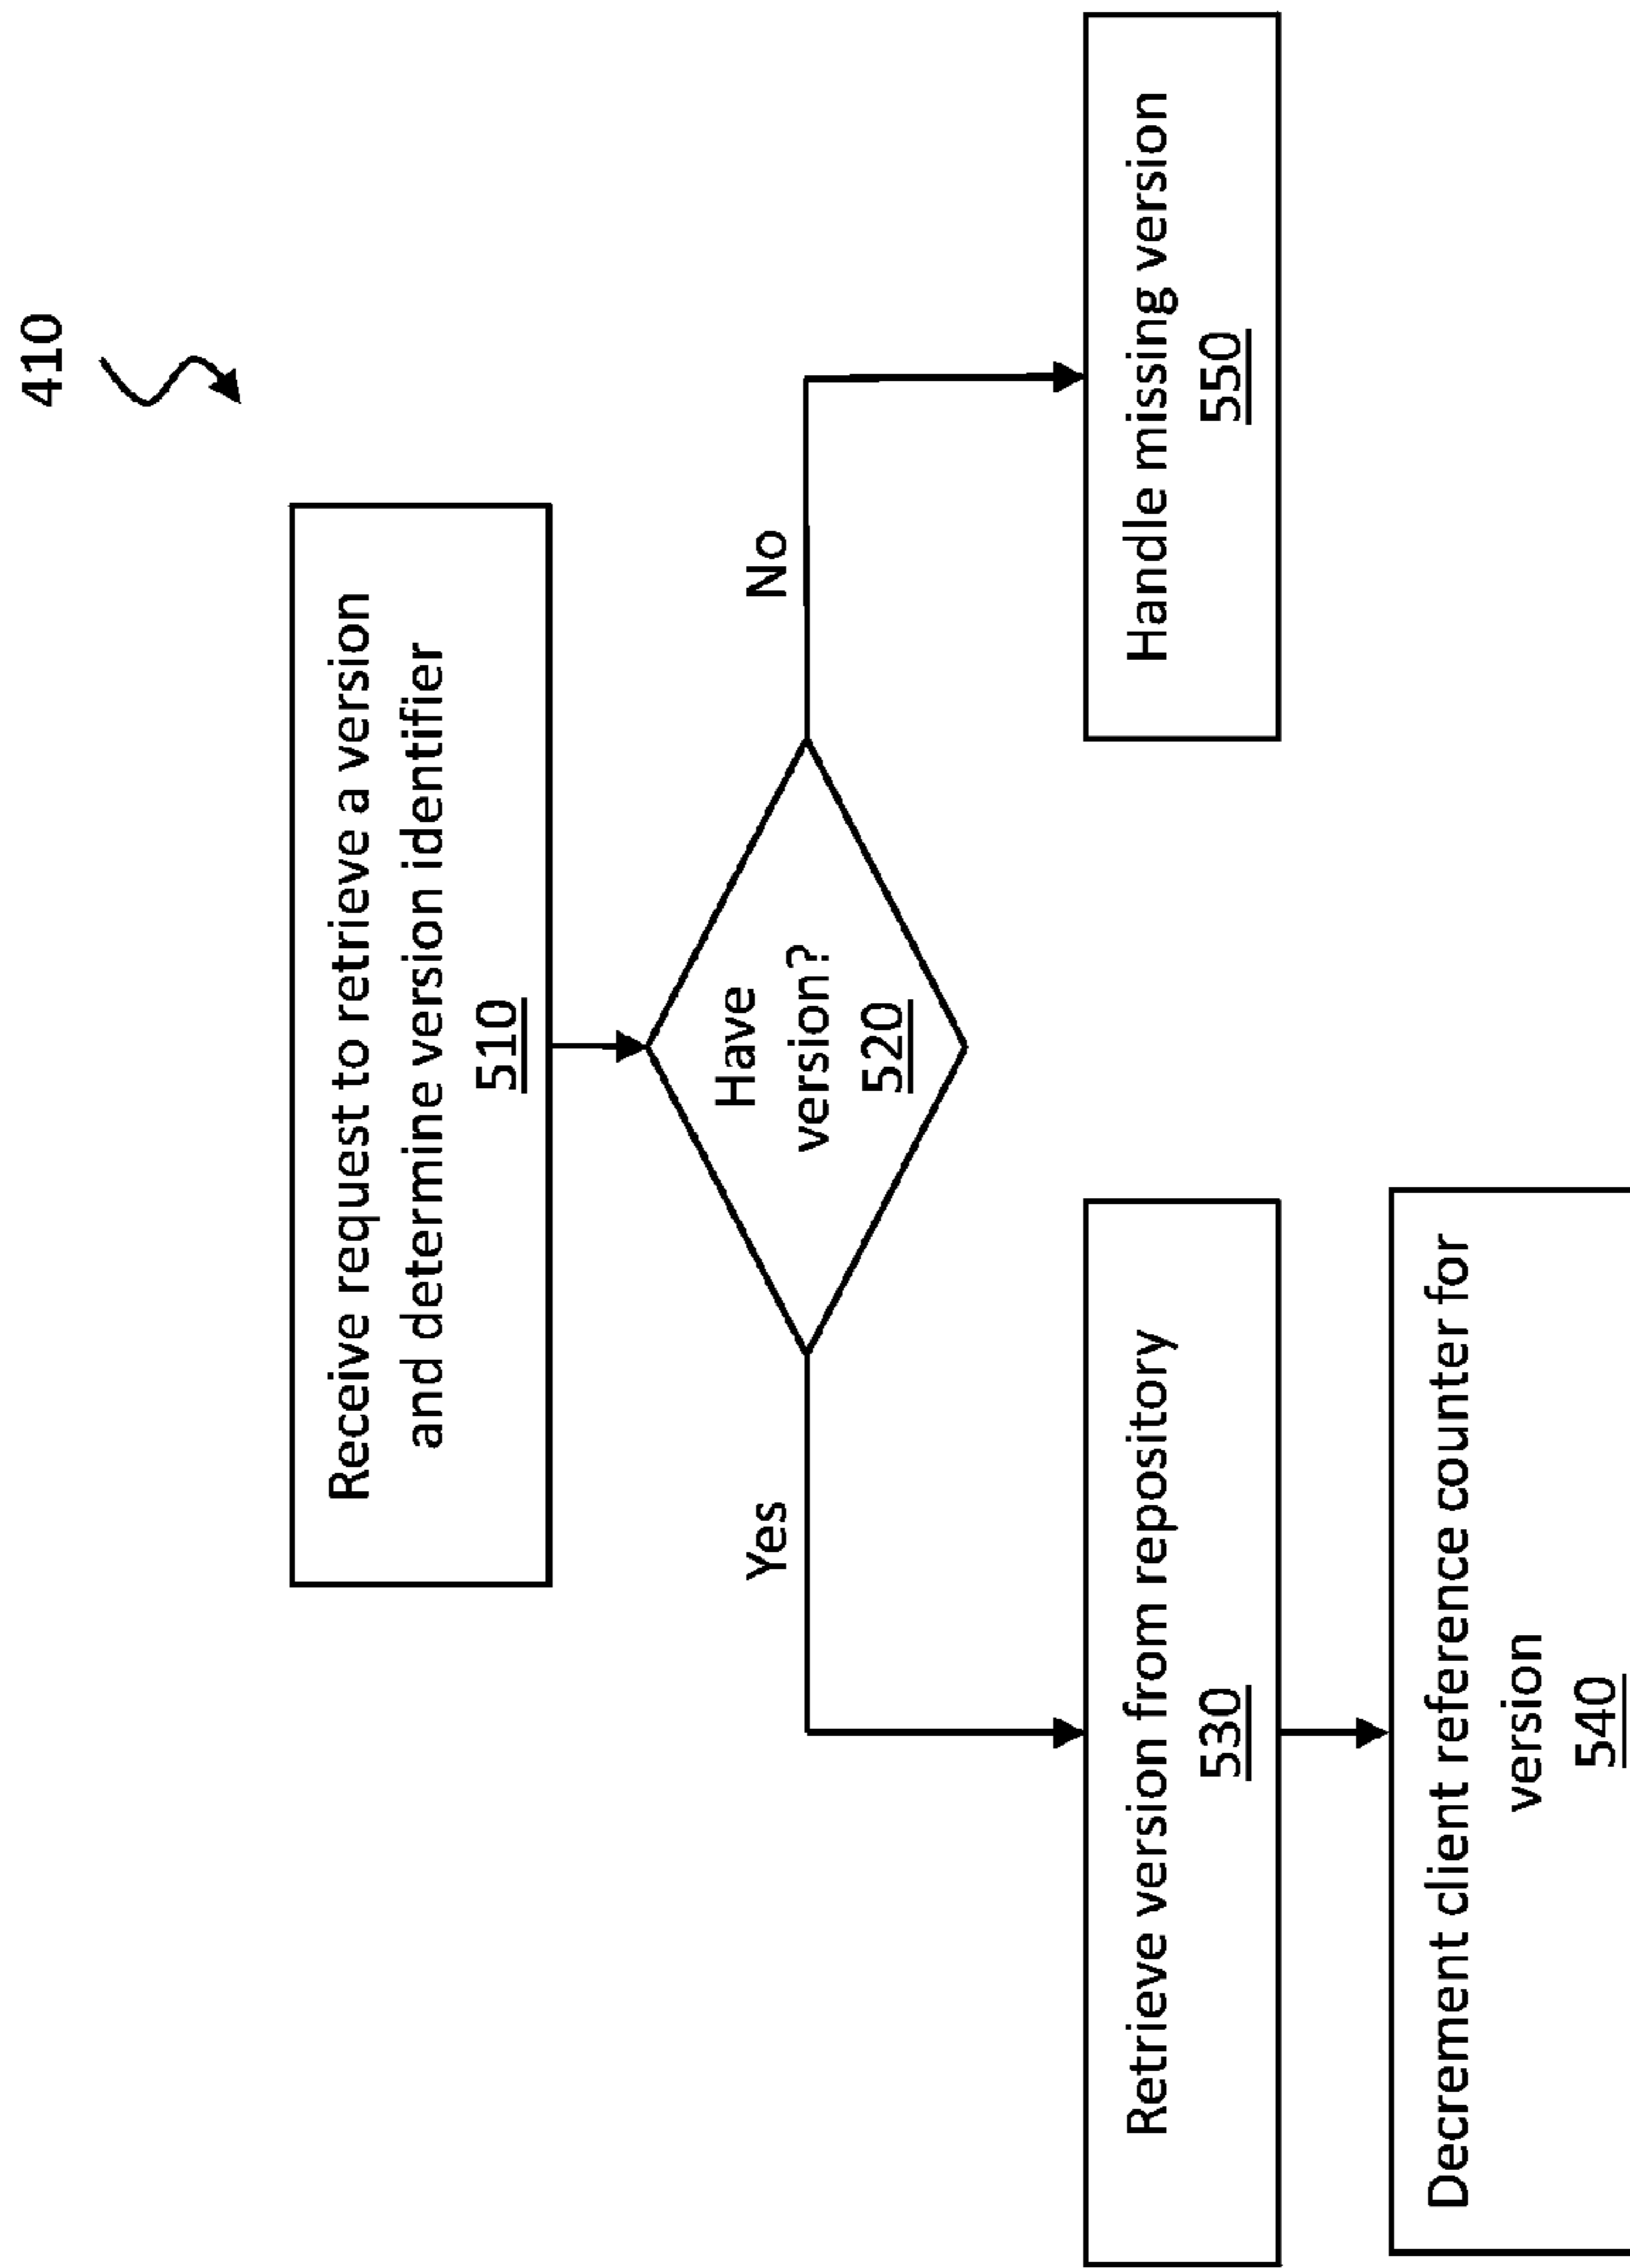 410
Receive request to retrieve a version
and determine version identifier
510
Have
version?
520
Yes
No
Retrieve version from repository
530
Handle missing version
550
Decrement client reference counter for
version
540